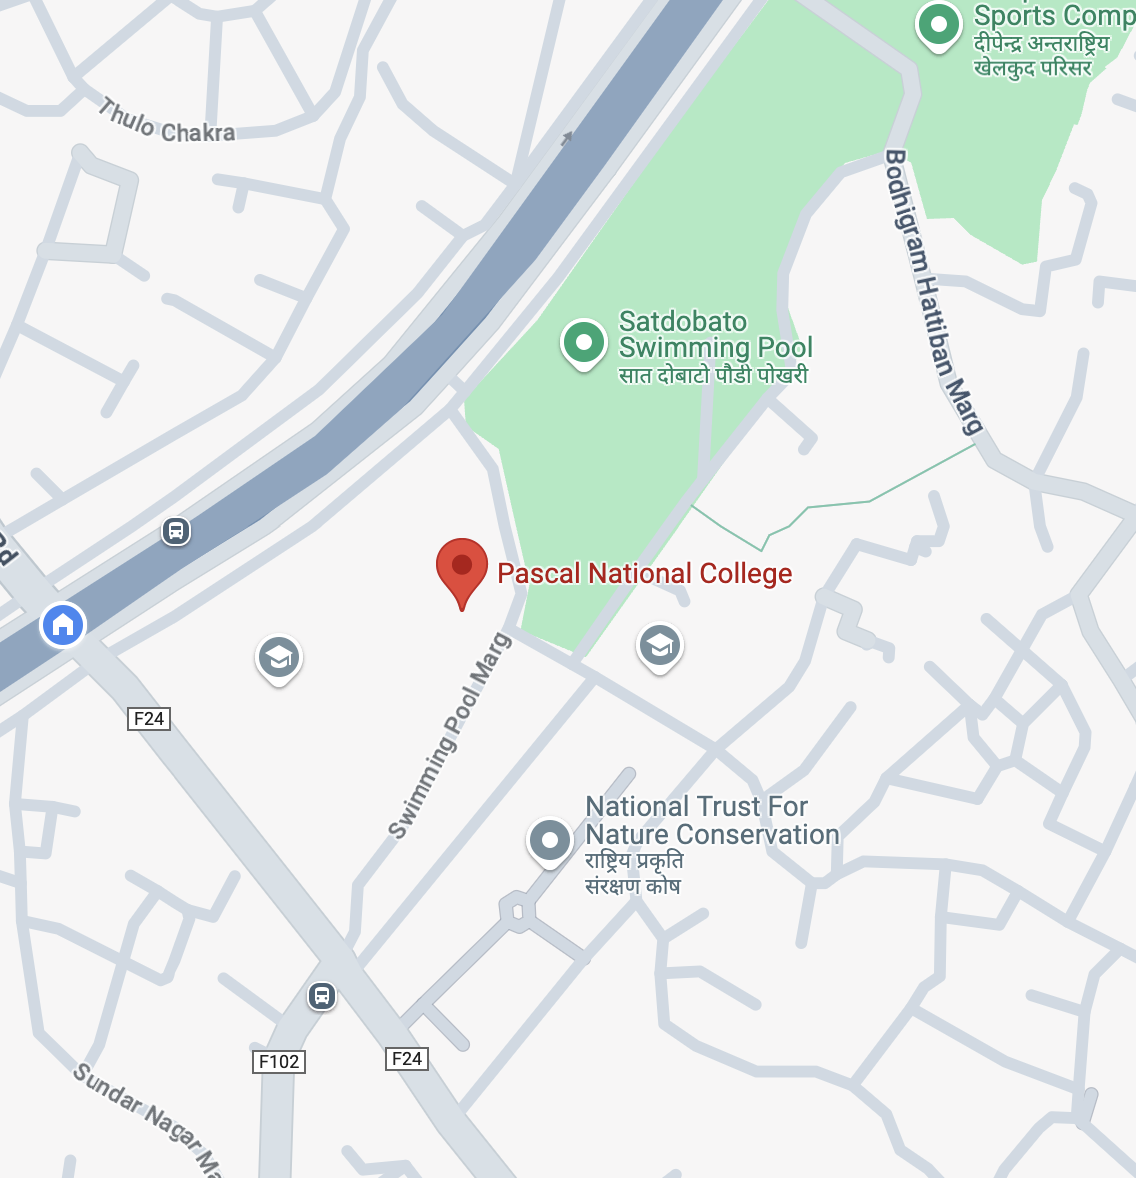 Sports Comp
दीपेन्द्र अन्तराष्ट्रिय
खेलकुद परिसर
Thulo Chakra
Bodhigram Hattiban Marg
Satdobato
Swimming Pool
सात दोबाटो पौडी पोखरी
Rd
Pascal National College
Swimming Pool Marg
F24
National Trust For
Nature Conservation
राष्ट्रिय प्रकृति
संरक्षण कोष
F102
F24
Sundar Nagar Ma